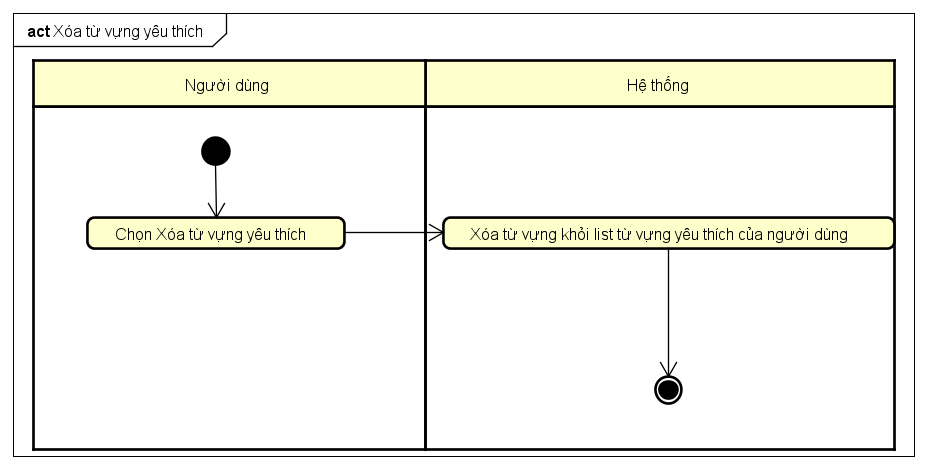 act Xóa từ vựng yêu thích
Người dùng
Hệ thống
Chọn Xóa từ vựng yêu thích
Xóa từ vựng khỏi list từ vựng yêu thích của người dùng